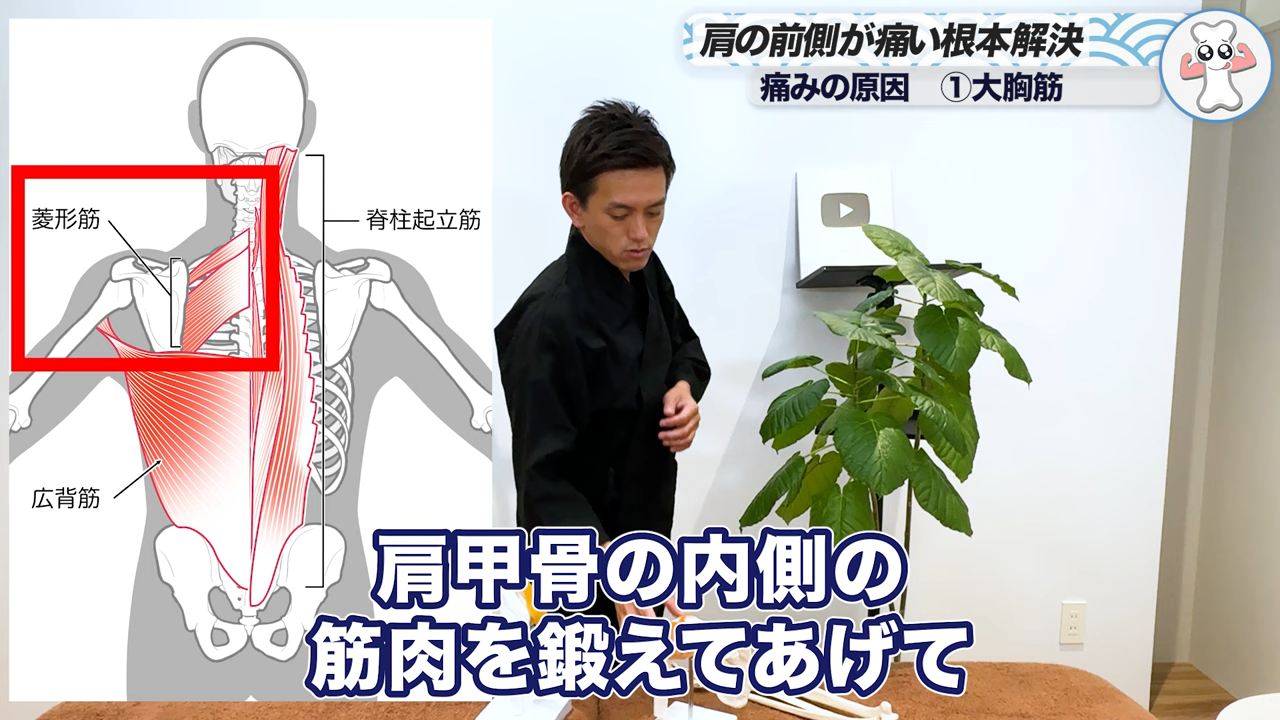 肩の前側が痛い根本解決
痛みの原因 ①大胸筋
菱形筋
脊柱起立筋
広背筋
肩甲骨の内側の
筋肉を鍛えてあげて